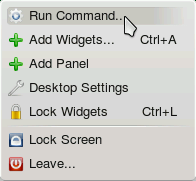 Run Command...
Add Widgets... Ctrl+A
Add Panel
Desktop Settings
Lock Widgets Ctrl+L
Lock Screen
Leave...